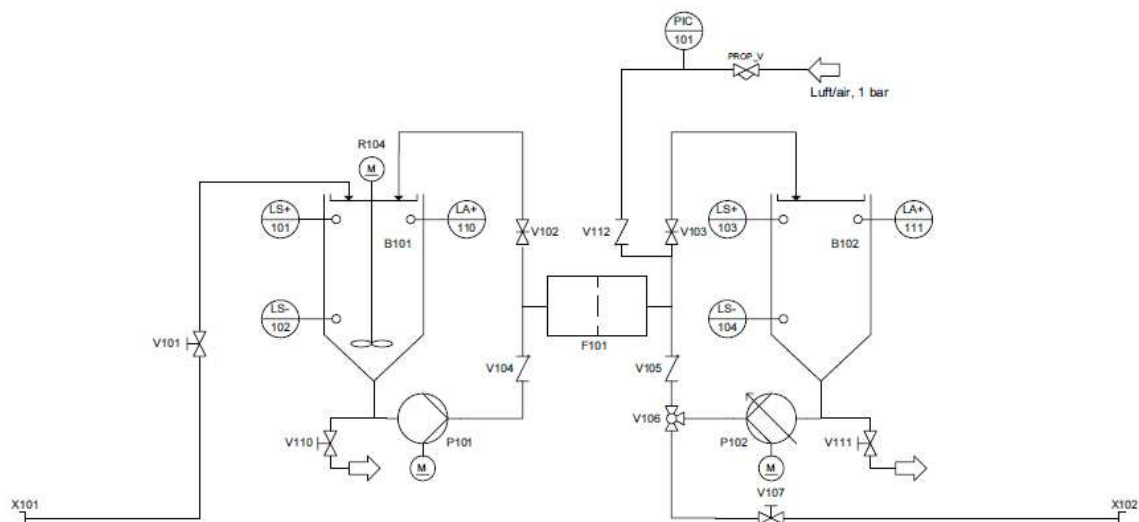 PIC
101
PROP_V
Luft/air, 1 bar
R104
M
LS+
101
LA+
110
B101
V102
V112
V103
LS+
103
LA+
111
B102
LS-
102
LS-
104
V101
F101
V104
V105
V106
V110
P101
M
P102
M
V111
V107
X101
X102